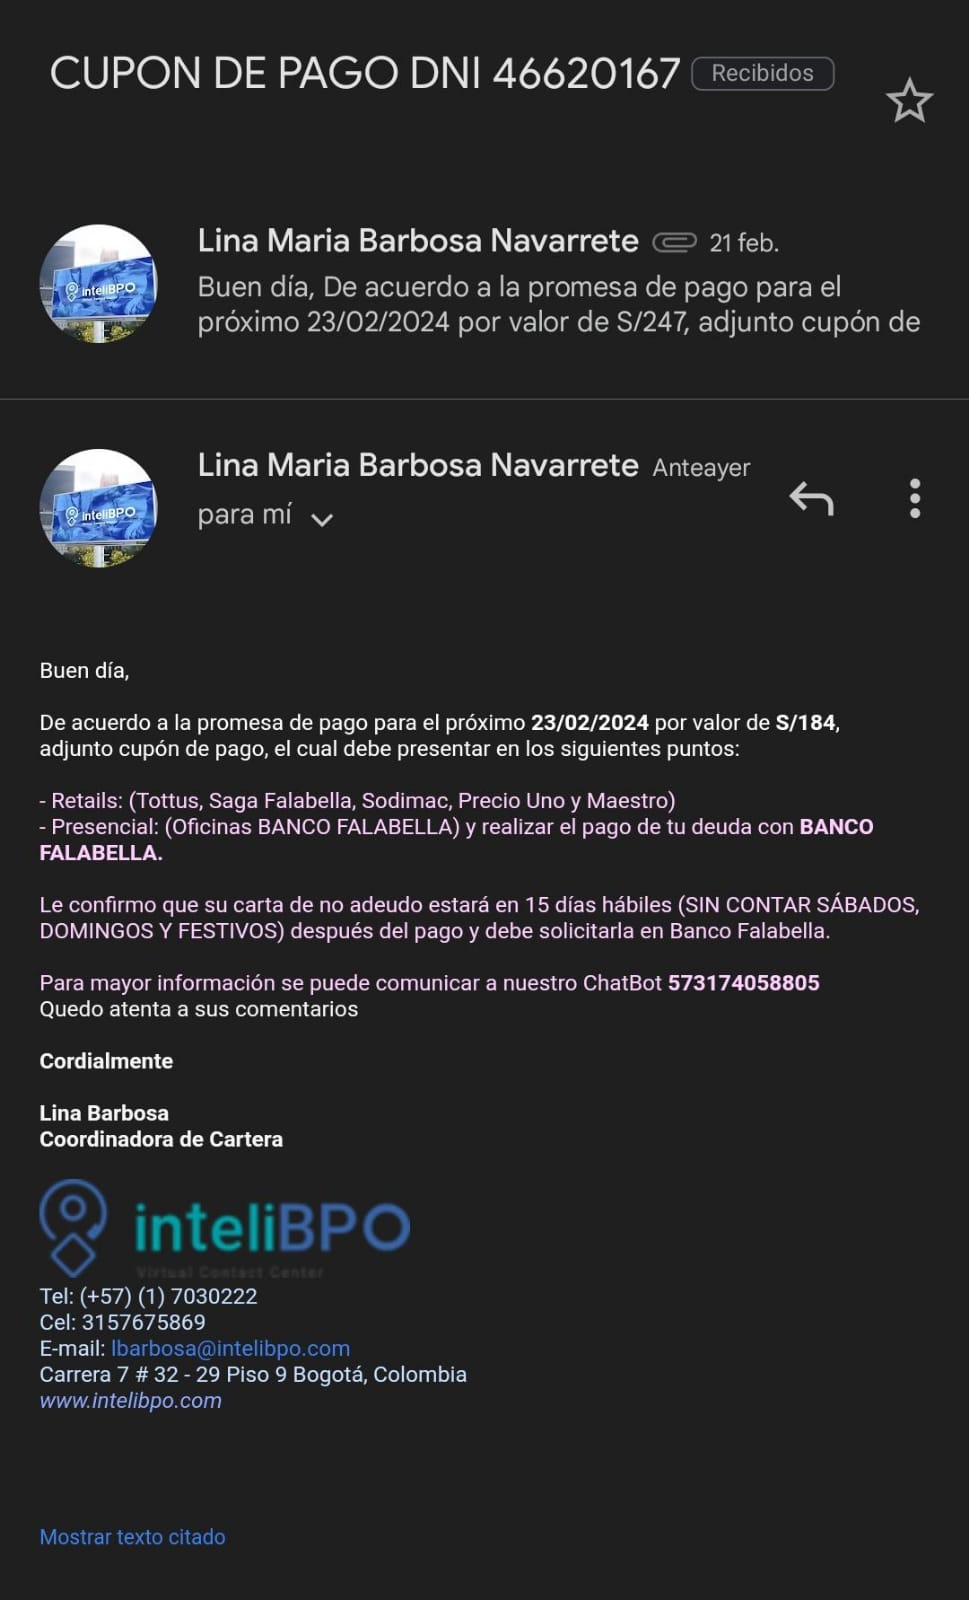 CUPON DE PAGO DNI 46620167 Recibidos
Lina Maria Barbosa Navarrete 21 feb.
Buen día, De acuerdo a la promesa de pago para el
próximo 23/02/2024 por valor de S/247, adjunto cupón de
inteliBPO
Lina Maria Barbosa Navarrete Anteayer
para mí
inteliBPO
Buen día,
De acuerdo a la promesa de pago para el próximo 23/02/2024 por valor de S/184,
adjunto cupón de pago, el cual debe presentar en los siguientes puntos:
- Retails: (Tottus, Saga Falabella, Sodimac, Precio Uno y Maestro)
- Presencial: (Oficinas BANCO FALABELLA) y realizar el pago de tu deuda con BANCO
FALABELLA.
Le confirmo que su carta de no adeudo estará en 15 días hábiles (SIN CONTAR SÁBADOS,
DOMINGOS Y FESTIVOS) después del pago y debe solicitarla en Banco Falabella.
Para mayor información se puede comunicar a nuestro ChatBot 573174058805
Quedo atenta a sus comentarios
Cordialmente
Lina Barbosa
Coordinadora de Cartera
inteliBPO
Virtual Contact Center
Tel: (+57) (1) 7030222
Cel: 3157675869
E-mail: lbarbosa@intelibpo.com
Carrera 7 # 32 - 29 Piso 9 Bogotá, Colombia
www.intelibpo.com
Mostrar texto citado